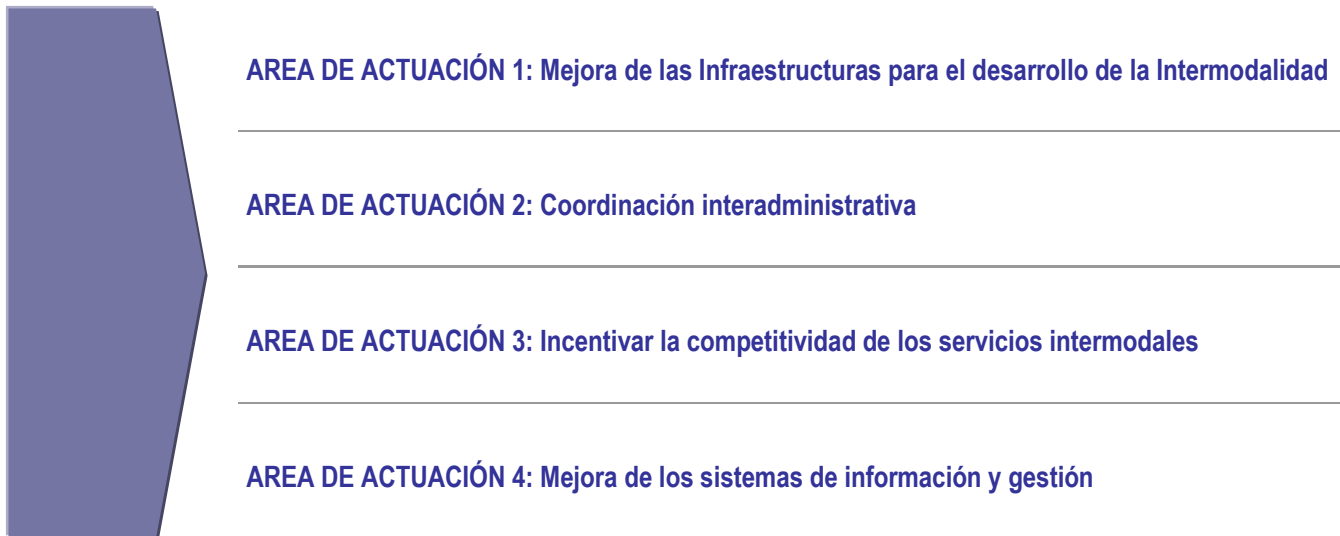 AREA DE ACTUACIÓN 1: Mejora de las Infraestructuras para el desarrollo de la Intermodalidad
AREA DE ACTUACIÓN 2: Coordinación interadministrativa
AREA DE ACTUACIÓN 3: Incentivar la competitividad de los servicios intermodales
AREA DE ACTUACIÓN 4: Mejora de los sistemas de información y gestión